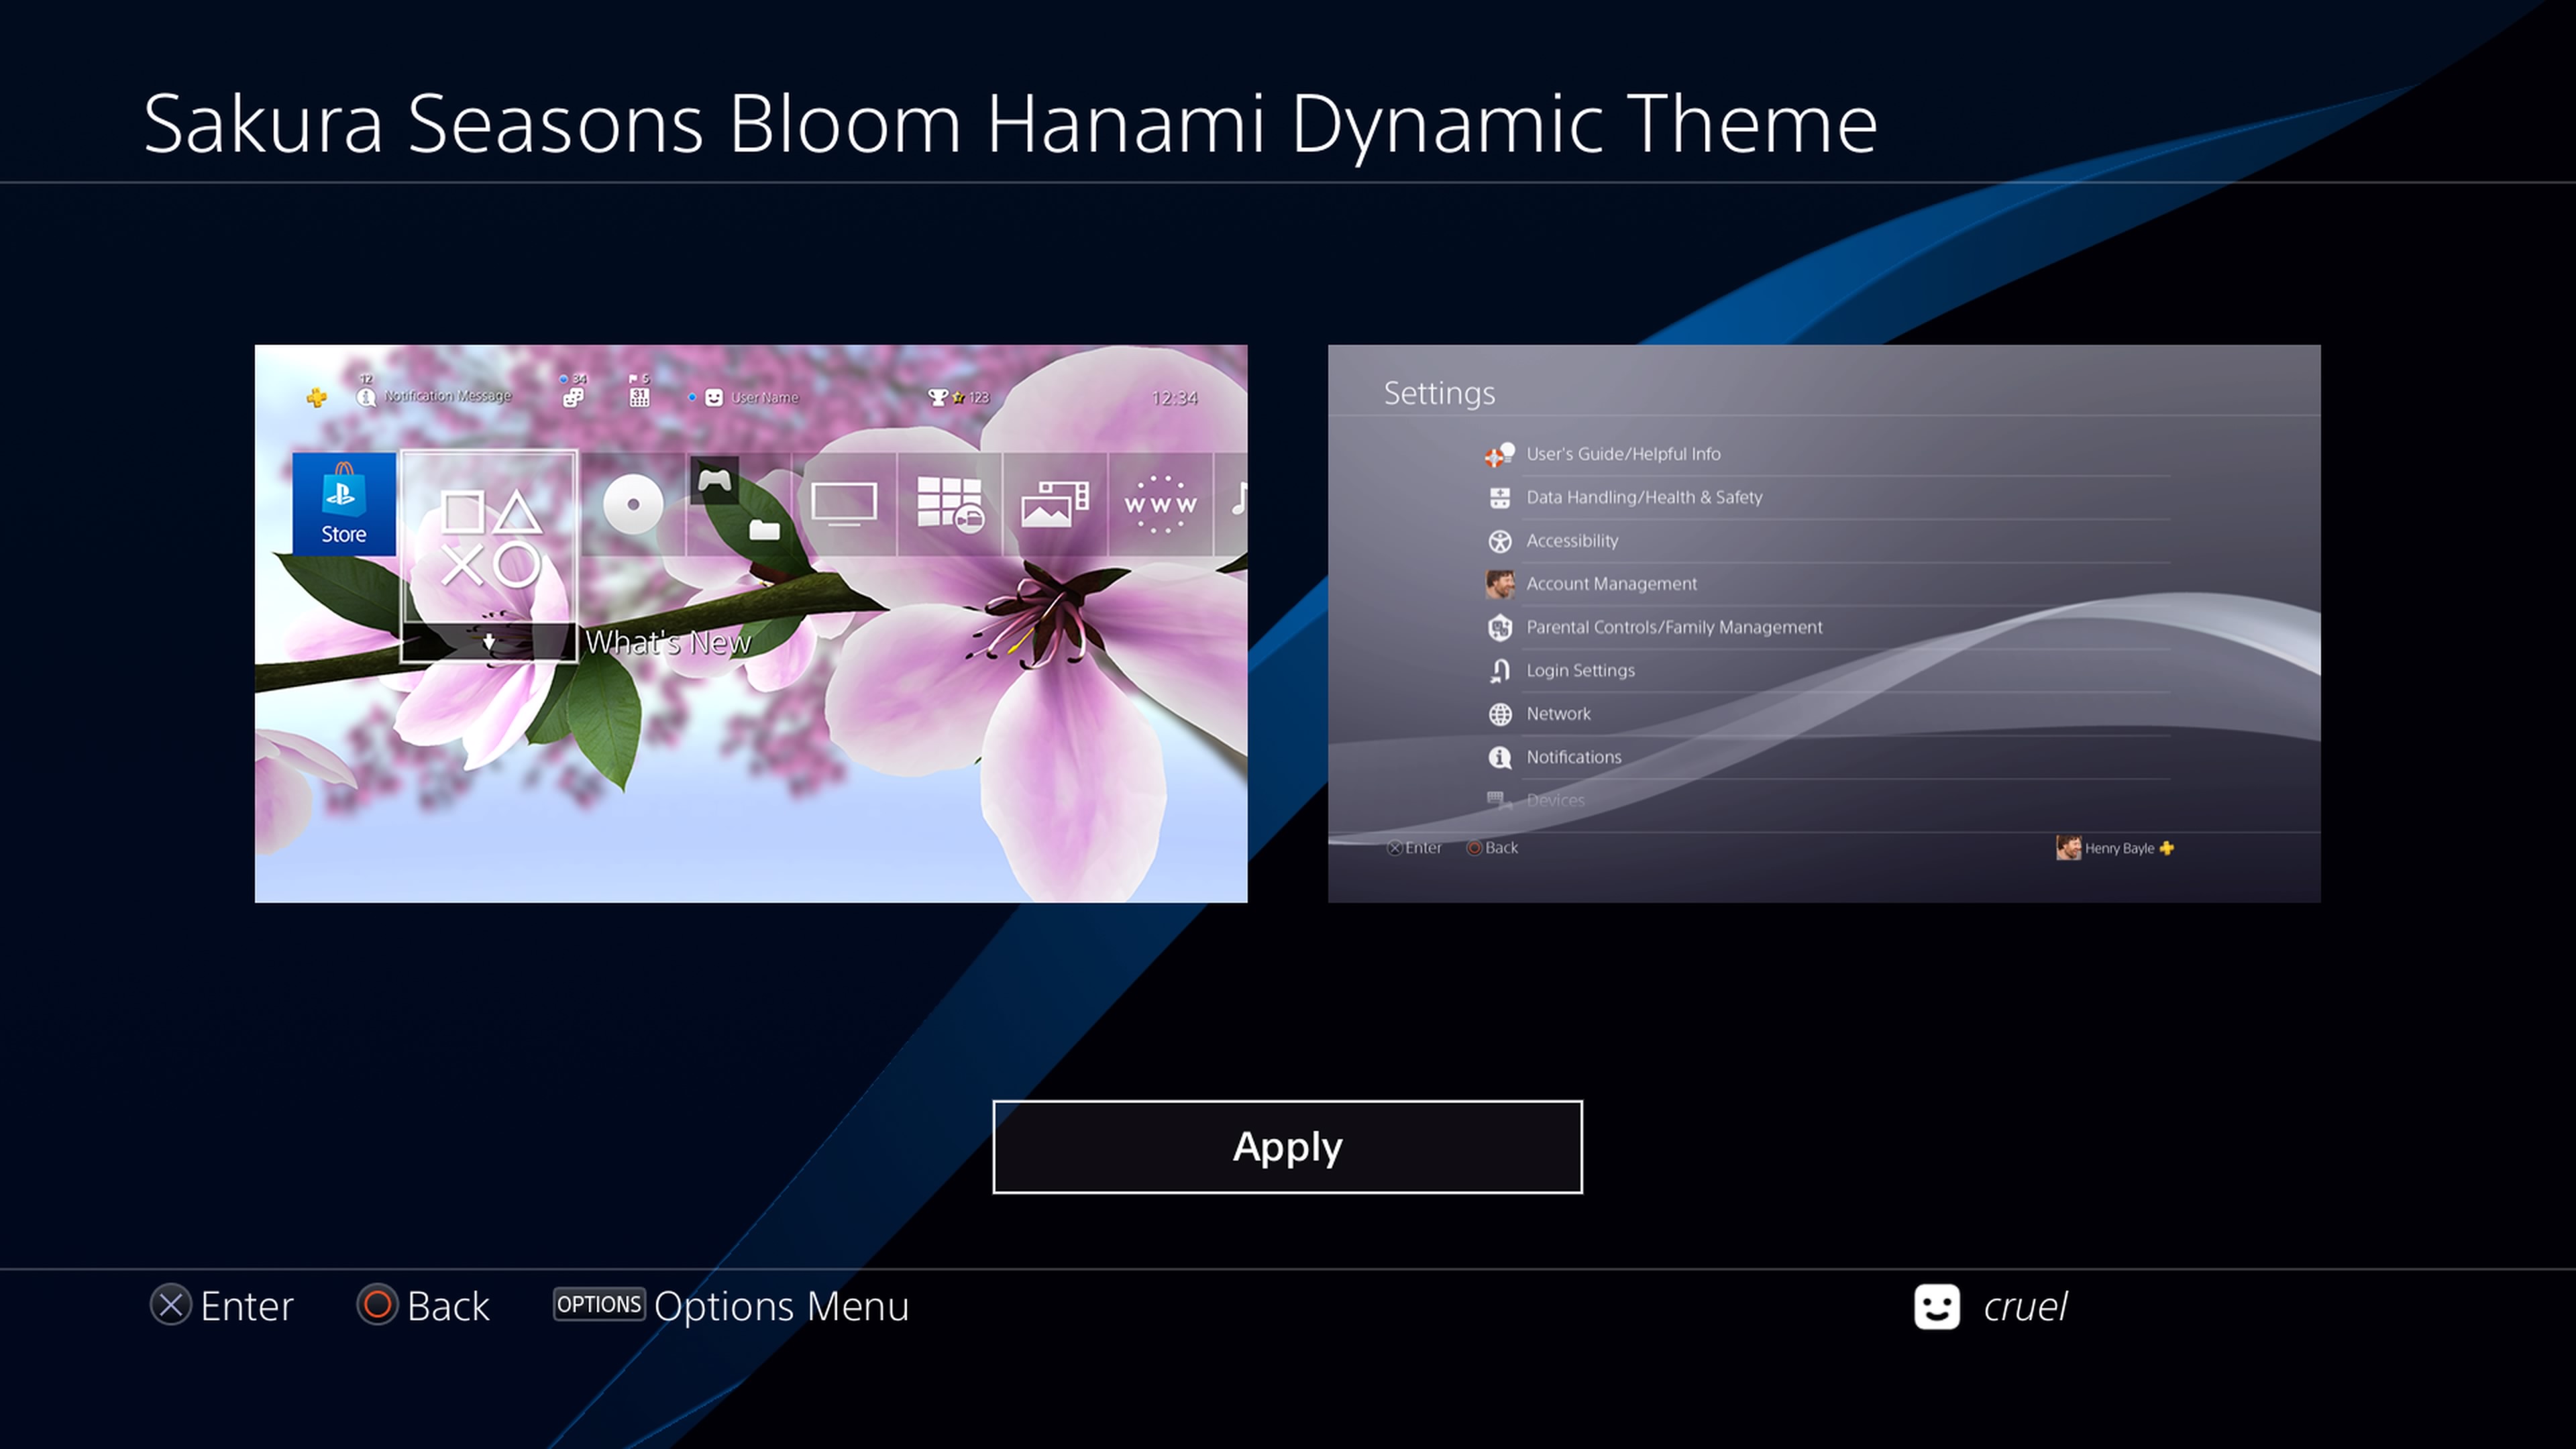 Sakura Seasons Bloom Hanami Dynamic Theme
12
Notification Message
34
5
31
User Name
123
12:34
Store
WWW
What's New
Settings
User's Guide/Helpful Info
Data Handling/Health & Safety
Accessibility
Account Management
Parental Controls/Family Management
Login Settings
Network
Notifications
Devices
Enter Back
Henry Bayle
Apply
Enter Back OPTIONS Options Menu
cruel